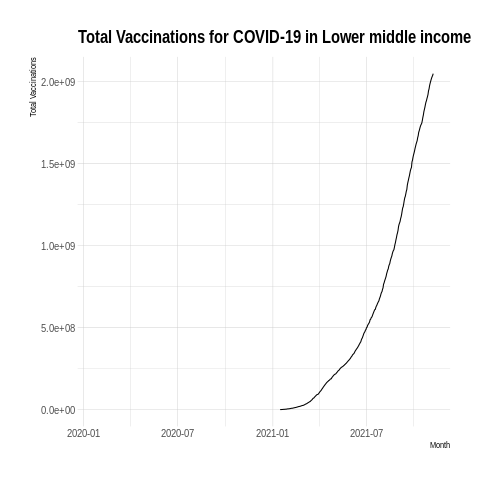 Total Vaccinations for COVID-19 in Lower middle income
Total Vaccinations
2.0e+09
1.5e+09
1.0e+09
5.0e+08
0.0e+00
2020-01 2020-07 2021-01 2021-07
Month